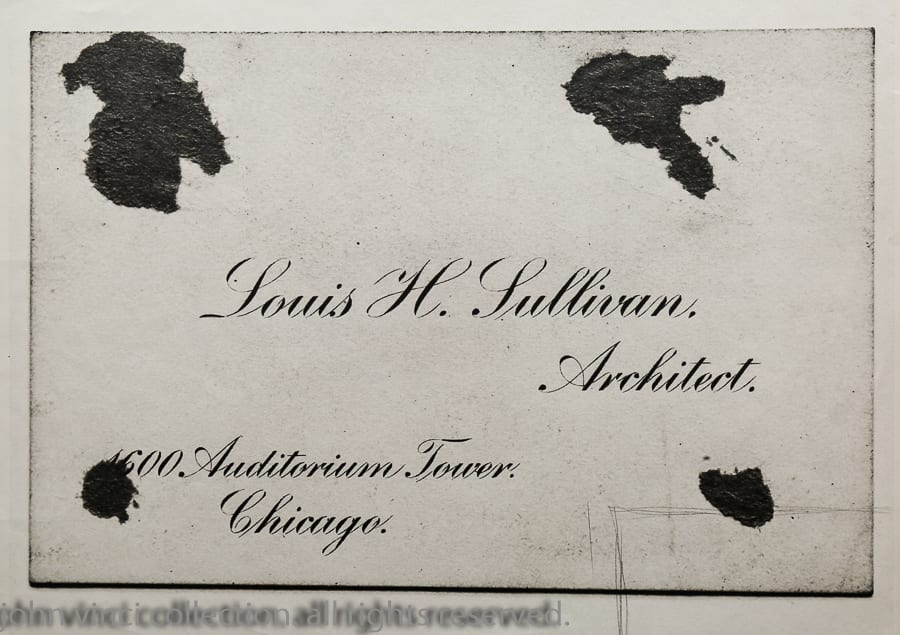 Louis H. Sullivan.
Architect.
1600 Auditorium Tower.
Chicago.
john vinci collection all rights reserved.